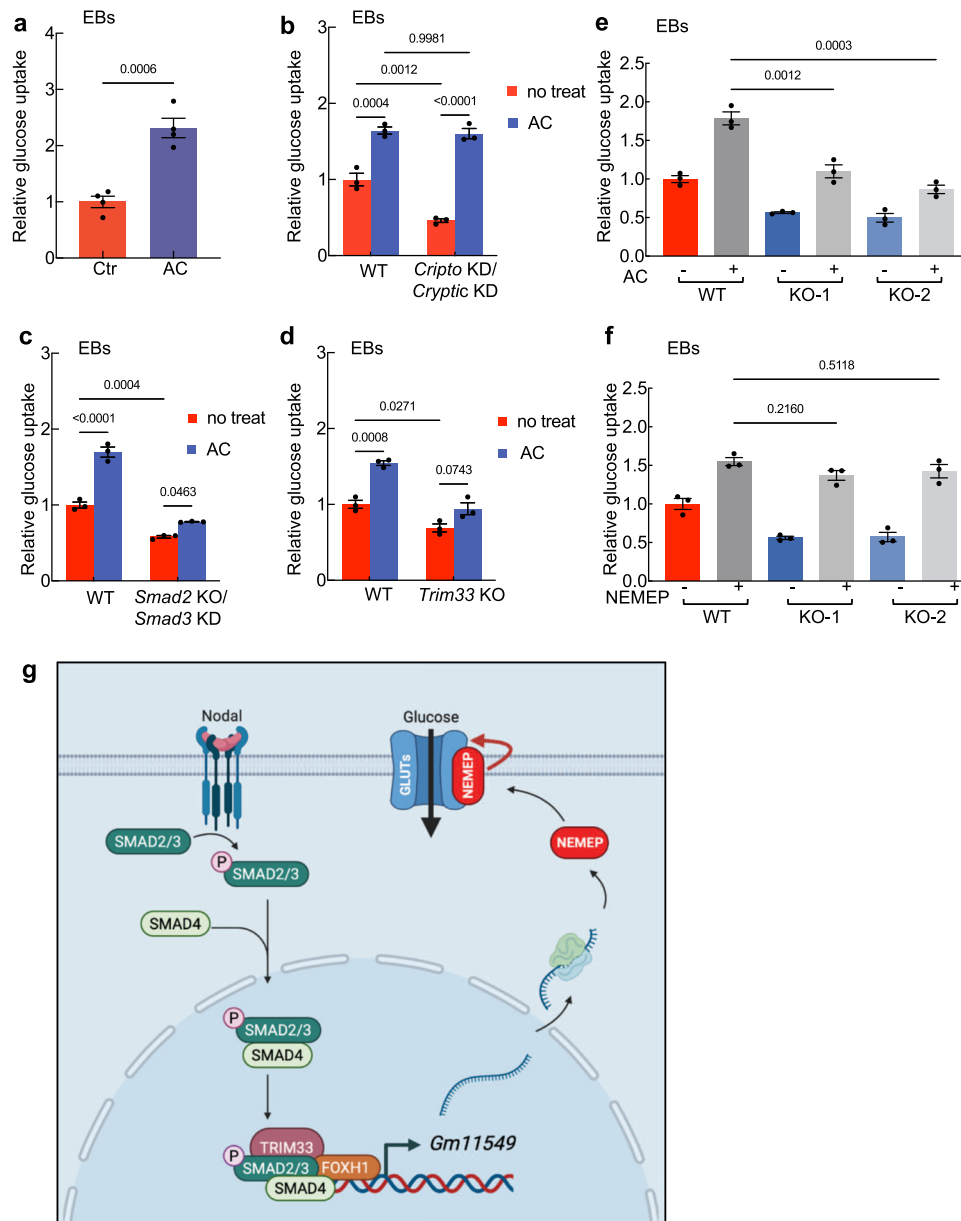 a
EBs
Relative glucose uptake
4
3
2
1
0
0.0006
Ctr
AC
b
EBs
Relative glucose uptake
3
2
1
0
0.9981
0.0012
0.0004
<0.0001
WT
Cripto KD/
Cryptic KD
no treat
AC
c
EBs
Relative glucose uptake
3
2
1
0
0.0004
<0.0001
0.0463
WT
Smad2 KO/
Smad3 KD
no treat
AC
d
EBs
Relative glucose uptake
3
2
1
0
0.0271
0.0008
0.0743
WT
Trim33 KO
no treat
AC
e
EBs
Relative glucose uptake
2.5
2.0
1.5
1.0
0.5
0.0
0.0003
0.0012
AC - + - + - +
WT KO-1 KO-2
f
EBs
Relative glucose uptake
2.5
2.0
1.5
1.0
0.5
0.0
0.5118
0.2160
NEMEP - + - + - +
WT KO-1 KO-2
g
Nodal
Glucose
GLUTs
NEMEP
SMAD2/3
P
SMAD2/3
NEMEP
SMAD4
P
SMAD2/3
SMAD4
TRIM33
P
SMAD2/3
FOXH1
SMAD4
Gm11549